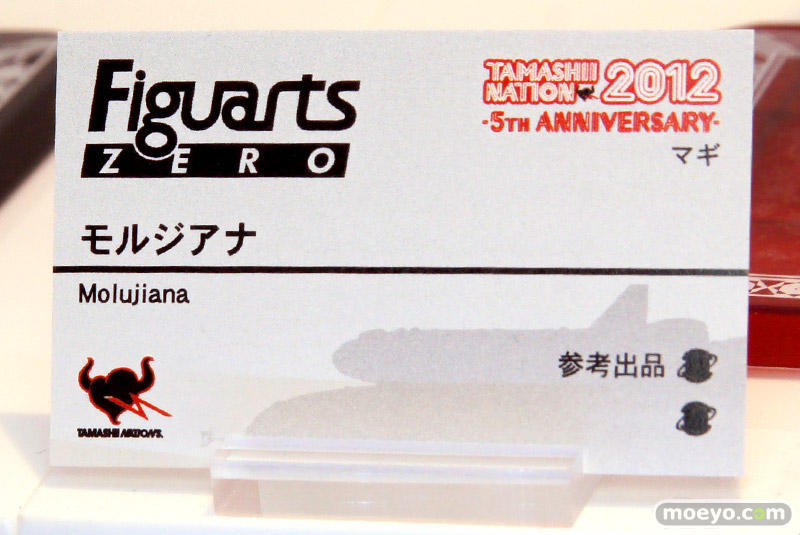 Figuarts
ZERO
TAMASHII
NATION 2012
-5TH ANNIVERSARY-
マギ
モルジアナ
Molujiana
参考出品
TAMASHII NATIONS.
moeyo.com